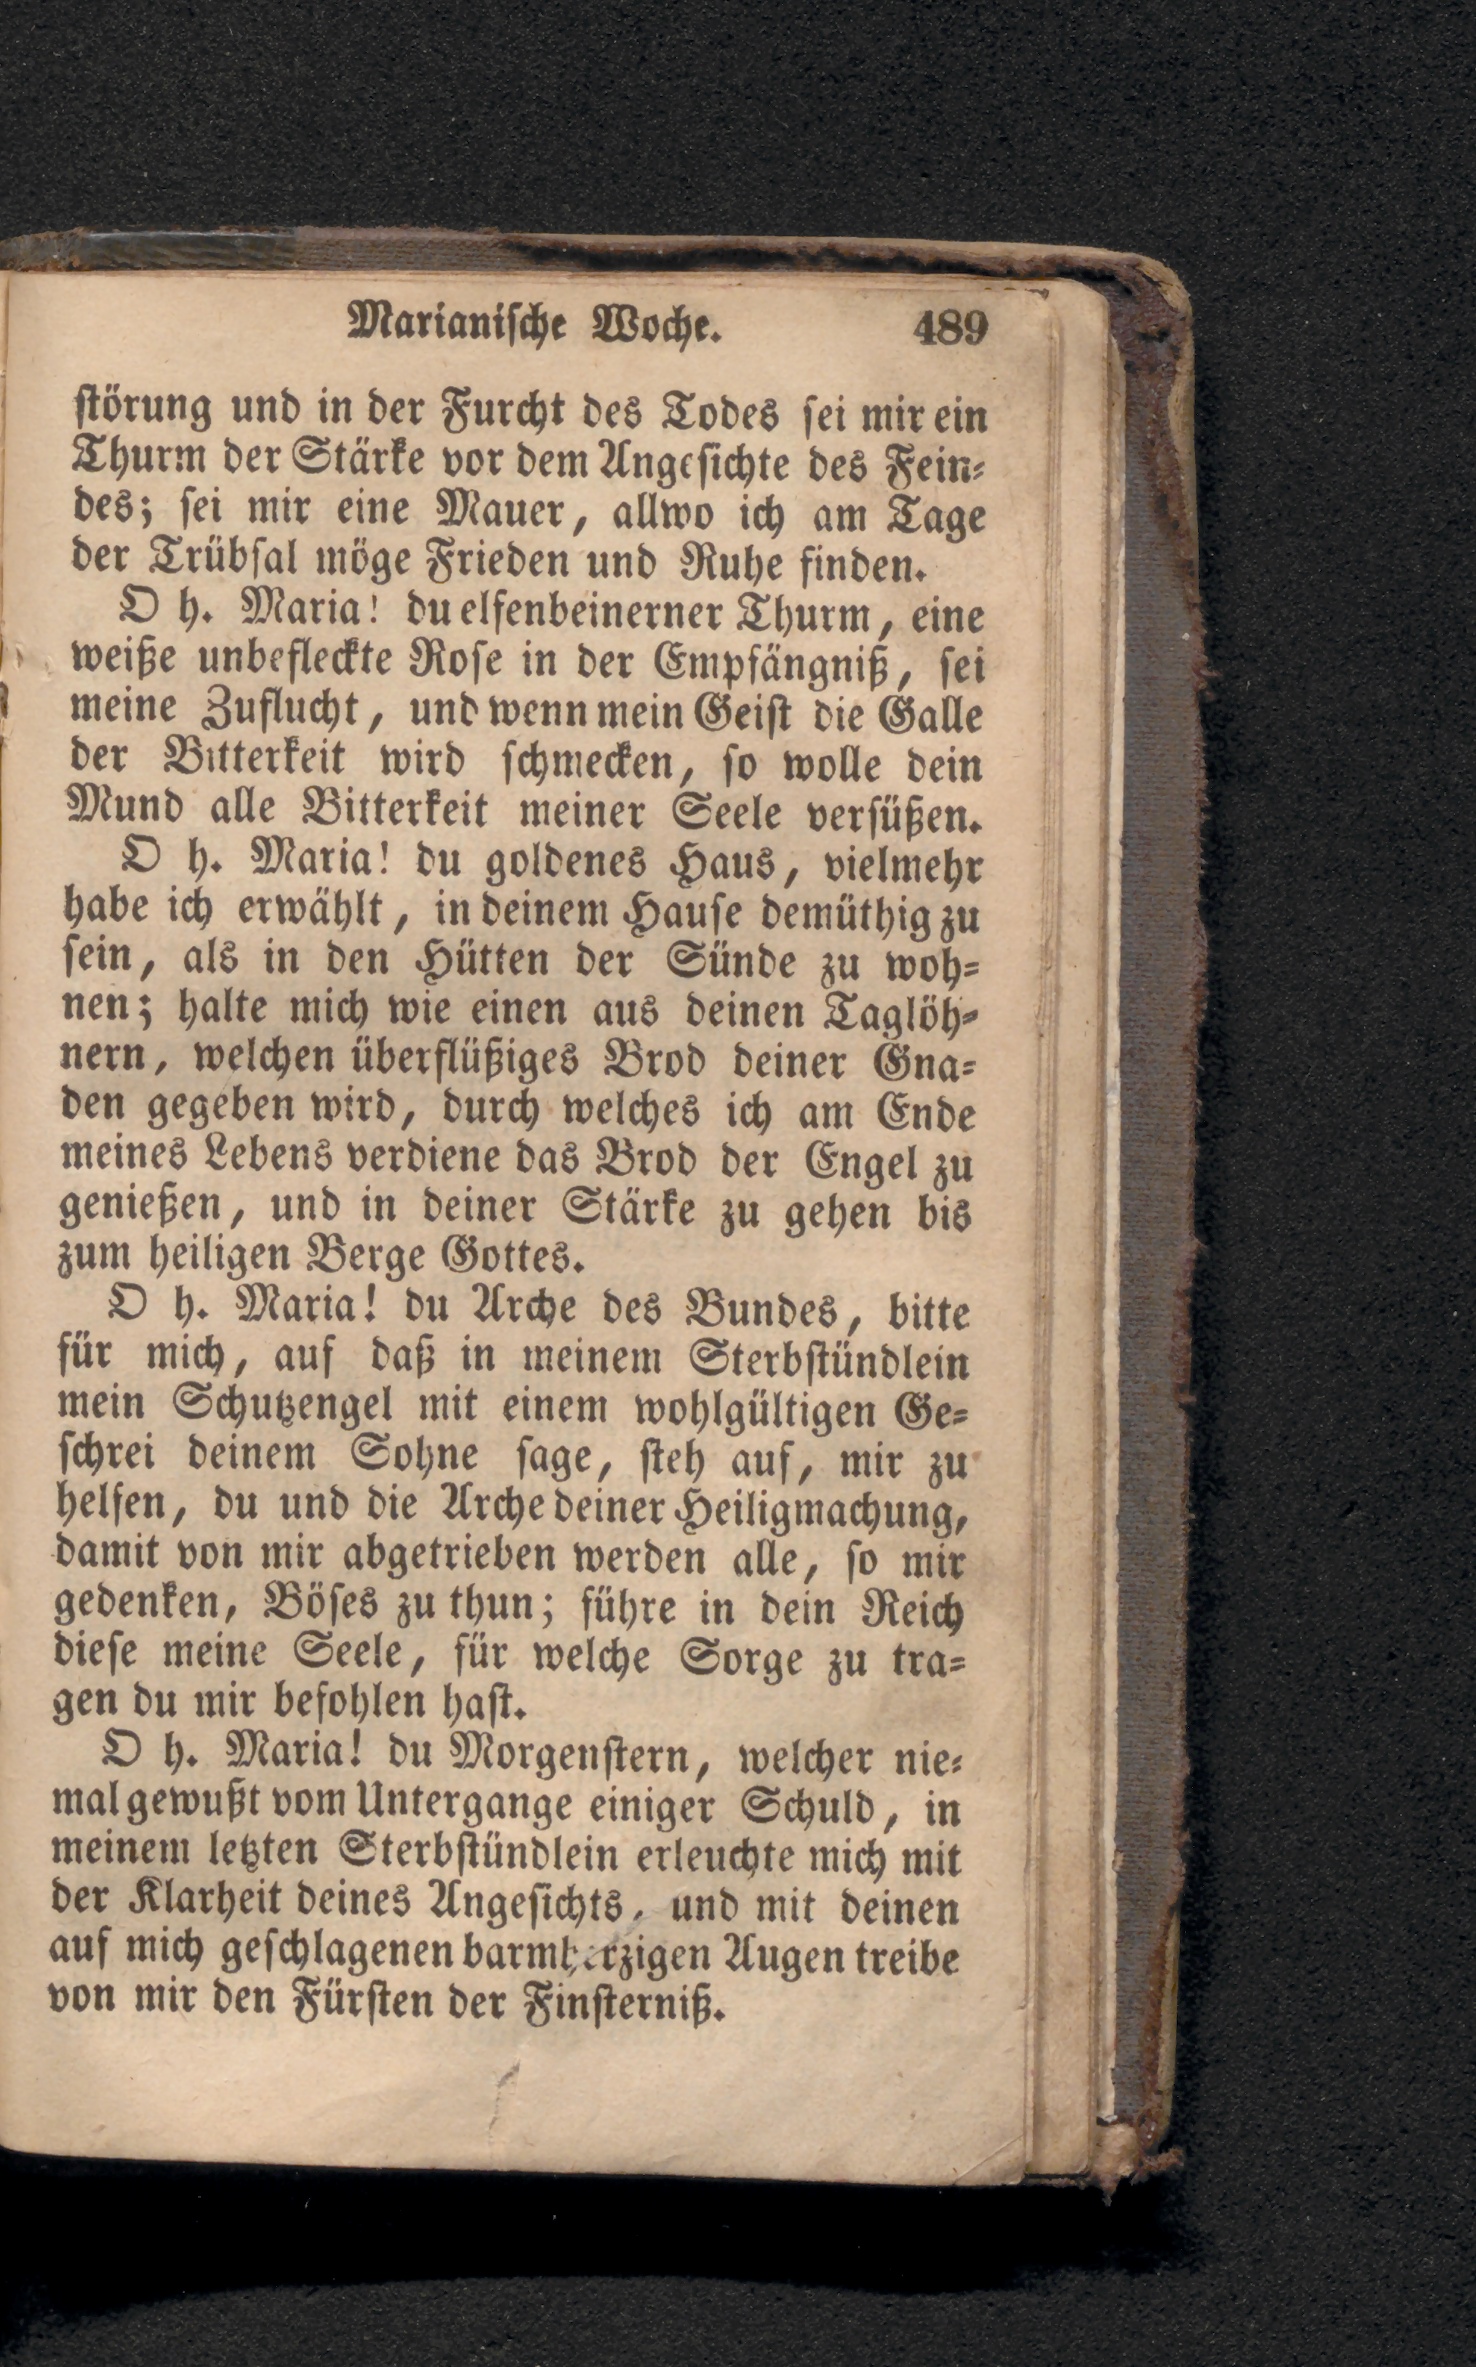 Marianische Woche. 489
störung und in der Furcht des Todes sei mir ein
Thurm der Stärke vor dem Angesichte des Fein-
des; sei mir eine Mauer, allwo ich am Tage
der Trübsal möge Frieden und Ruhe finden.
O h. Maria! du elfenbeinerner Thurm, eine
weiße unbefleckte Rose in der Empfängniß, sei
meine Zuflucht, und wenn mein Geist die Galle
der Bitterkeit wird schmecken, so wolle dein
Mund alle Bitterkeit meiner Seele versüßen.
O h. Maria! du goldenes Haus, vielmehr
habe ich erwählt, in deinem Hause demüthig zu
sein, als in den Hütten der Sünde zu woh-
nen; halte mich wie einen aus deinen Taglöh-
nern, welchen überflüßiges Brod deiner Gna-
den gegeben wird, durch welches ich am Ende
meines Lebens verdiene das Brod der Engel zu
genießen, und in deiner Stärke zu gehen bis
zum heiligen Berge Gottes.
O h. Maria! du Arche des Bundes, bitte
für mich, auf daß in meinem Sterbstündlein
mein Schutzengel mit einem wohlgültigen Ge-
schrei deinem Sohne sage, steh auf, mir zu
helfen, du und die Arche deiner Heiligmachung,
damit von mir abgetrieben werden alle, so mir
gedenken, Böses zu thun; führe in dein Reich
diese meine Seele, für welche Sorge zu tra-
gen du mir befohlen hast.
O h. Maria! du Morgenstern, welcher nie-
mal gewußt vom Untergange einiger Schuld, in
meinem letzten Sterbstündlein erleuchte mich mit
der Klarheit deines Angesichts, und mit deinen
auf mich geschlagenen barmherzigen Augen treibe
von mir den Fürsten der Finsterniß.